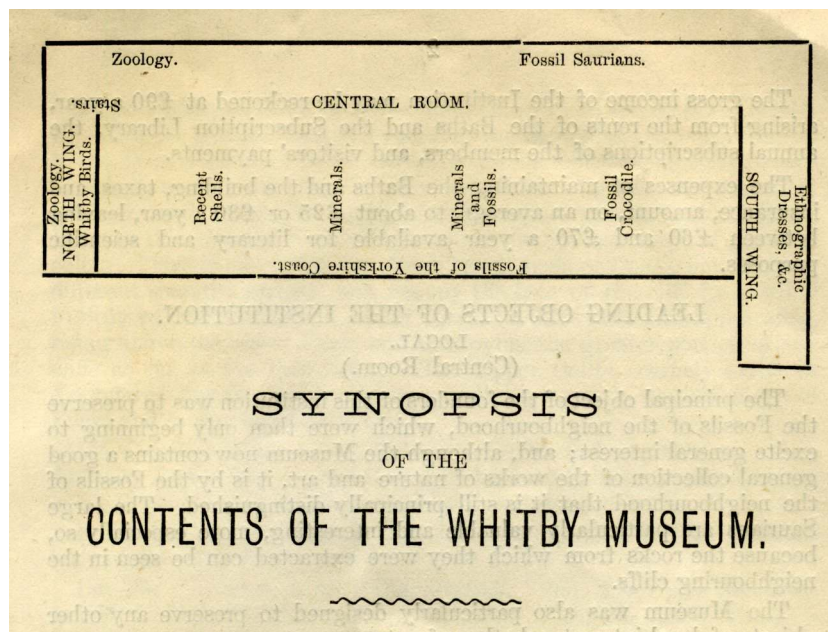 Zoology.
Fossil Saurians.
Stairs.
CENTRAL ROOM.
Zoology.
NORTH WING.
Whitby Birds.
Recent
Shells.
Minerals.
Minerals
and
Fossils.
Fossil
Crocodile.
SOUTH WING.
Ethnographic
Dresses, &c.
Fossils of the Yorkshire Coast.
SYNOPSIS
OF THE
CONTENTS OF THE WHITBY MUSEUM.